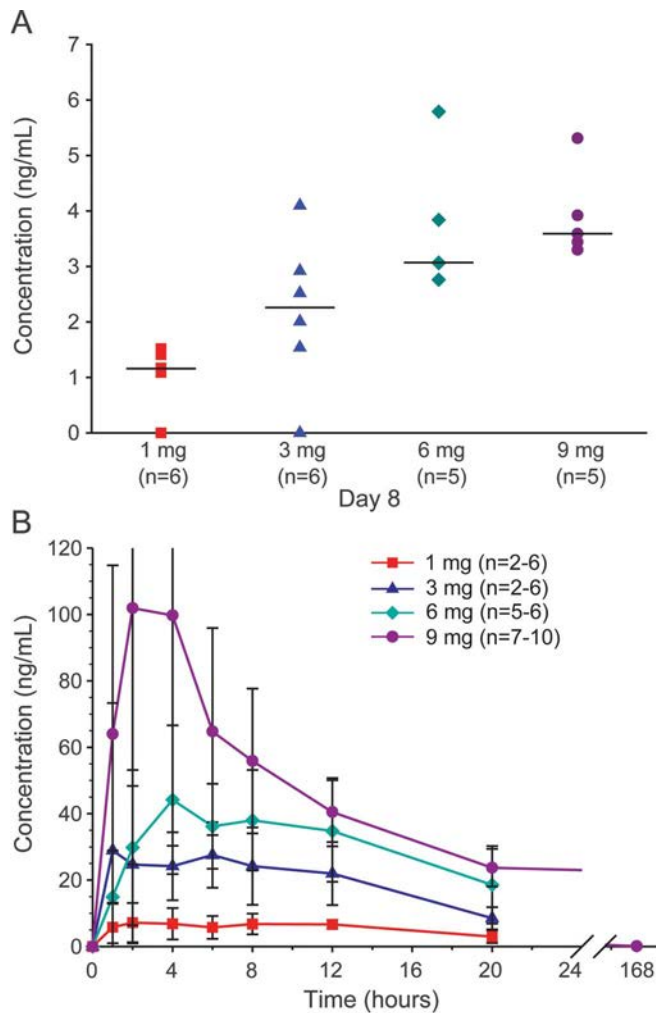 A
Concentration (ng/mL)
7
6
5
4
3
2
1
0
1 mg 3 mg 6 mg 9 mg
(n=6) (n=6) (n=5) (n=5)
Day 8
B
Concentration (ng/mL)
120
100
80
60
40
20
0
1 mg (n=2-6)
3 mg (n=2-6)
6 mg (n=5-6)
9 mg (n=7-10)
0 4 8 12 16 20 24 168
Time (hours)